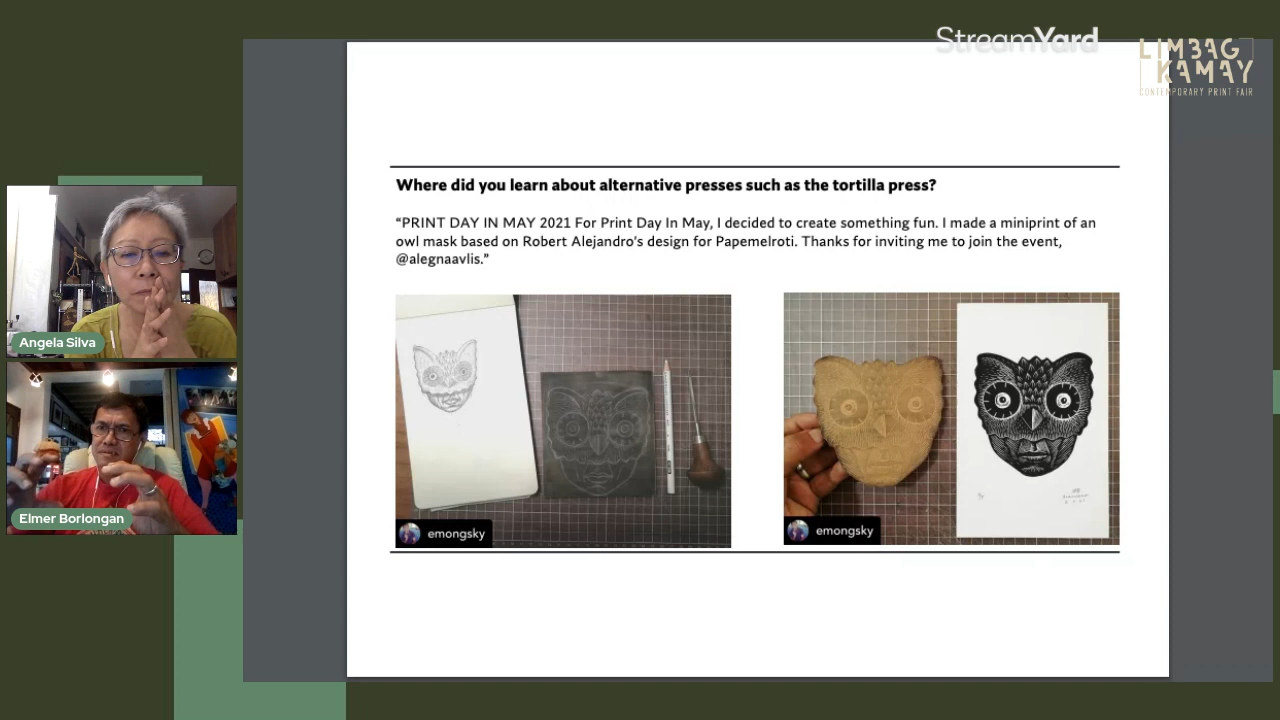 StreamYard
LIMBAG
KAMAY
CONTEMPORARY PRINT FAIR
Where did you learn about alternative presses such as the tortilla press?
“PRINT DAY IN MAY 2021 For Print Day In May, I decided to create something fun. I made a miniprint of an
owl mask based on Robert Alejandro's design for Papemelroti. Thanks for inviting me to join the event,
@alegnaavlis.”
Angela Silva
Elmer Borlongan
emongsky
emongsky